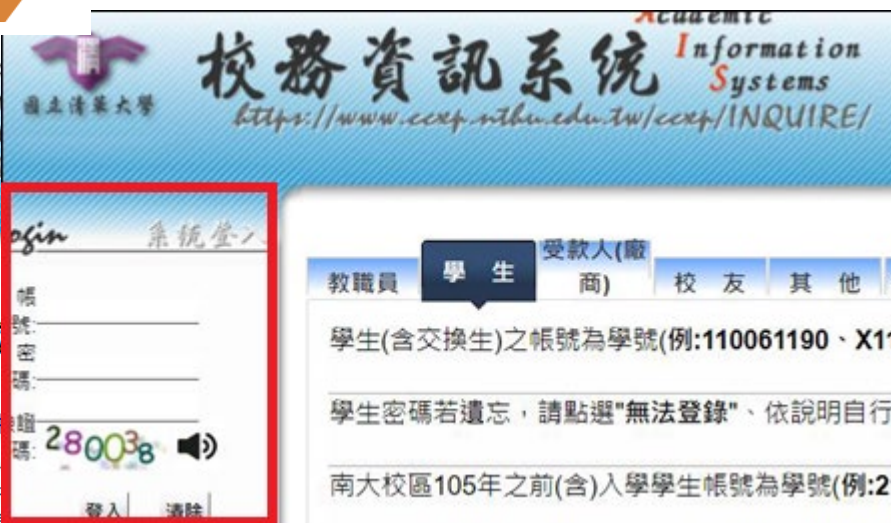 Academic
Information
Systems
校務資訊系統
國立清華大學
https://www.ccxp.nthu.edu.tw/ccxp/INQUIRE/
Login 系統登入
帳
號:
密
碼:
碼: 280038
登入 清除
教職員 學 生 受款人(廠
商) 校 友 其 他
學生(含交換生)之帳號為學號(例:110061190、X11
學生密碼若遺忘,請點選"無法登錄"、依說明自行
南大校區105年之前(含)入學學生帳號為學號(例:2